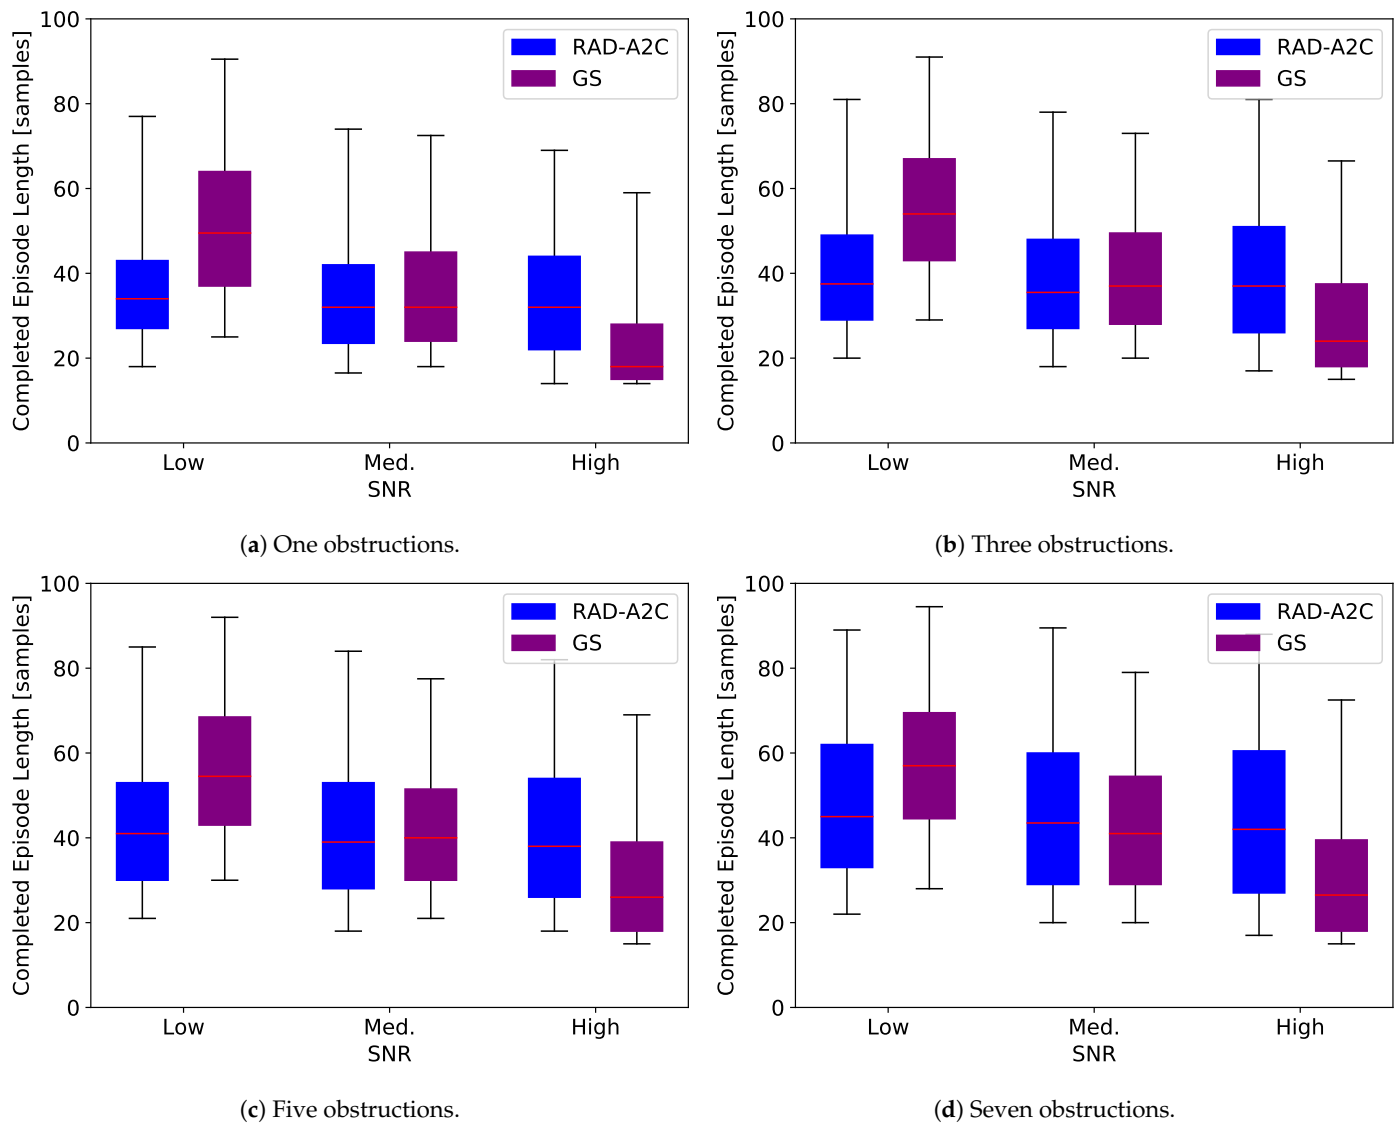 100
80
60
40
20
0
Completed Episode Length [samples]
RAD-A2C
GS
Low
Med.
High
SNR
(a) One obstructions.
100
80
60
40
20
0
Completed Episode Length [samples]
RAD-A2C
GS
Low
Med.
High
SNR
(b) Three obstructions.
100
80
60
40
20
0
Completed Episode Length [samples]
RAD-A2C
GS
Low
Med.
High
SNR
(c) Five obstructions.
100
80
60
40
20
0
Completed Episode Length [samples]
RAD-A2C
GS
Low
Med.
High
SNR
(d) Seven obstructions.